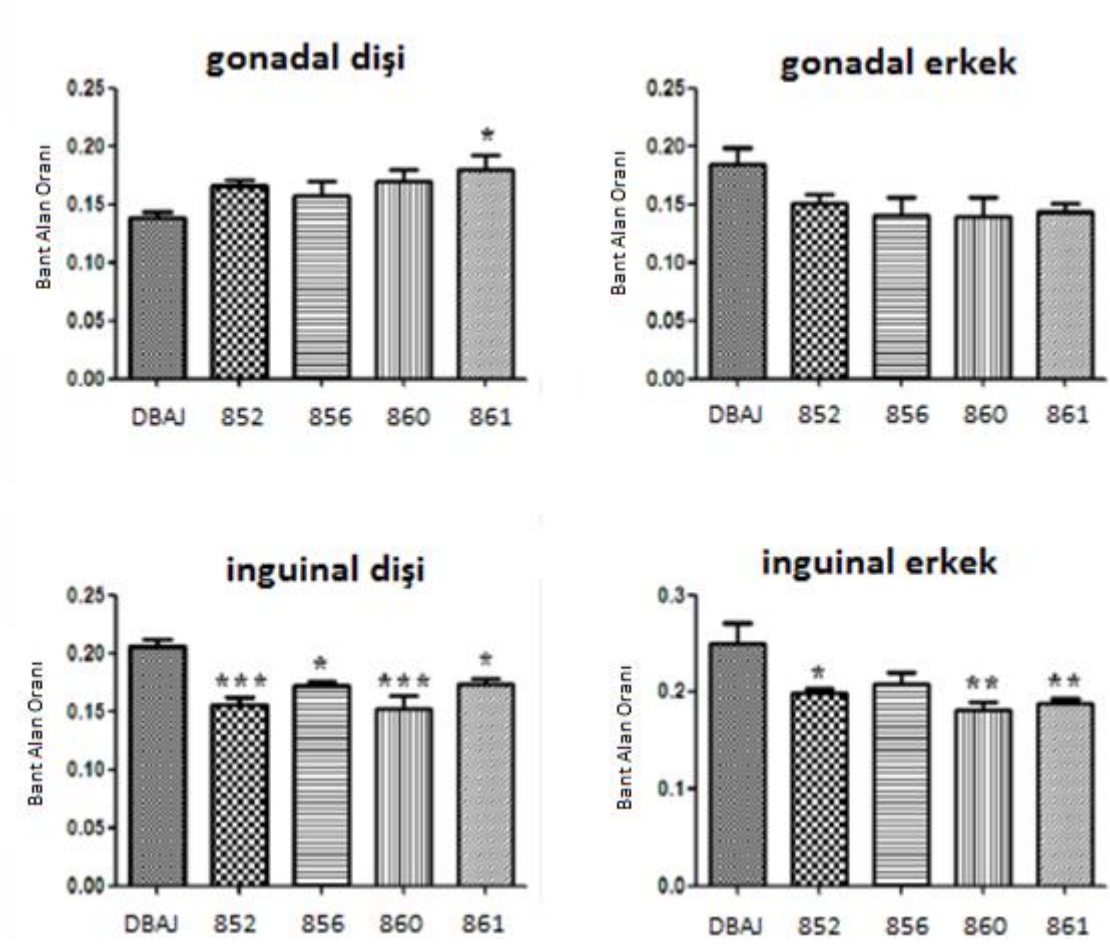 gonadal dişi
Bant Alan Oranı
0.25
0.20
0.15
0.10
0.05
0.00
*
DBAJ 852 856 860 861
gonadal erkek
Bant Alan Oranı
0.25
0.20
0.15
0.10
0.05
0.00
DBAJ 852 856 860 861
inguinal dişi
Bant Alan Oranı
0.25
0.20
0.15
0.10
0.05
0.00
*** * *** *
DBAJ 852 856 860 861
inguinal erkek
Bant Alan Oranı
0.3
0.2
0.1
0.0
* ** **
DBAJ 852 856 860 861